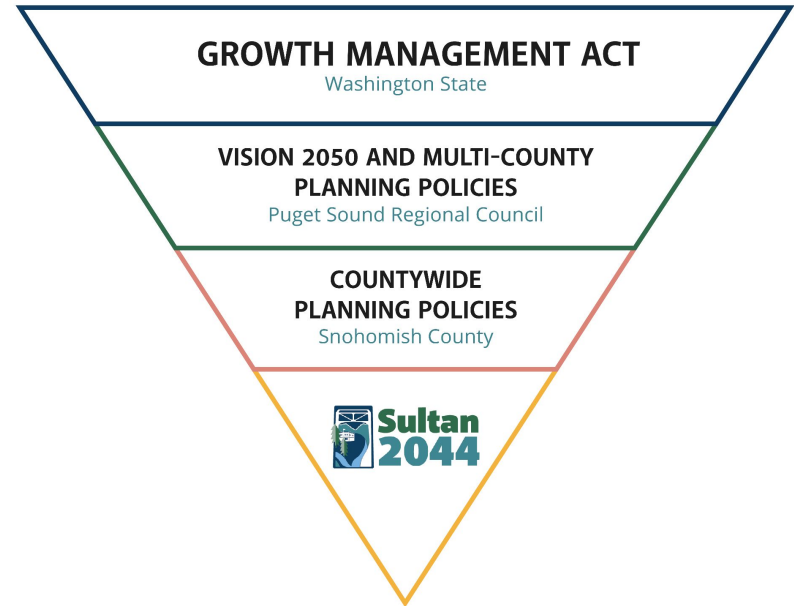 GROWTH MANAGEMENT ACT
Washington State
VISION 2050 AND MULTI-COUNTY
PLANNING POLICIES
Puget Sound Regional Council
COUNTYWIDE
PLANNING POLICIES
Snohomish County
Sultan
2044